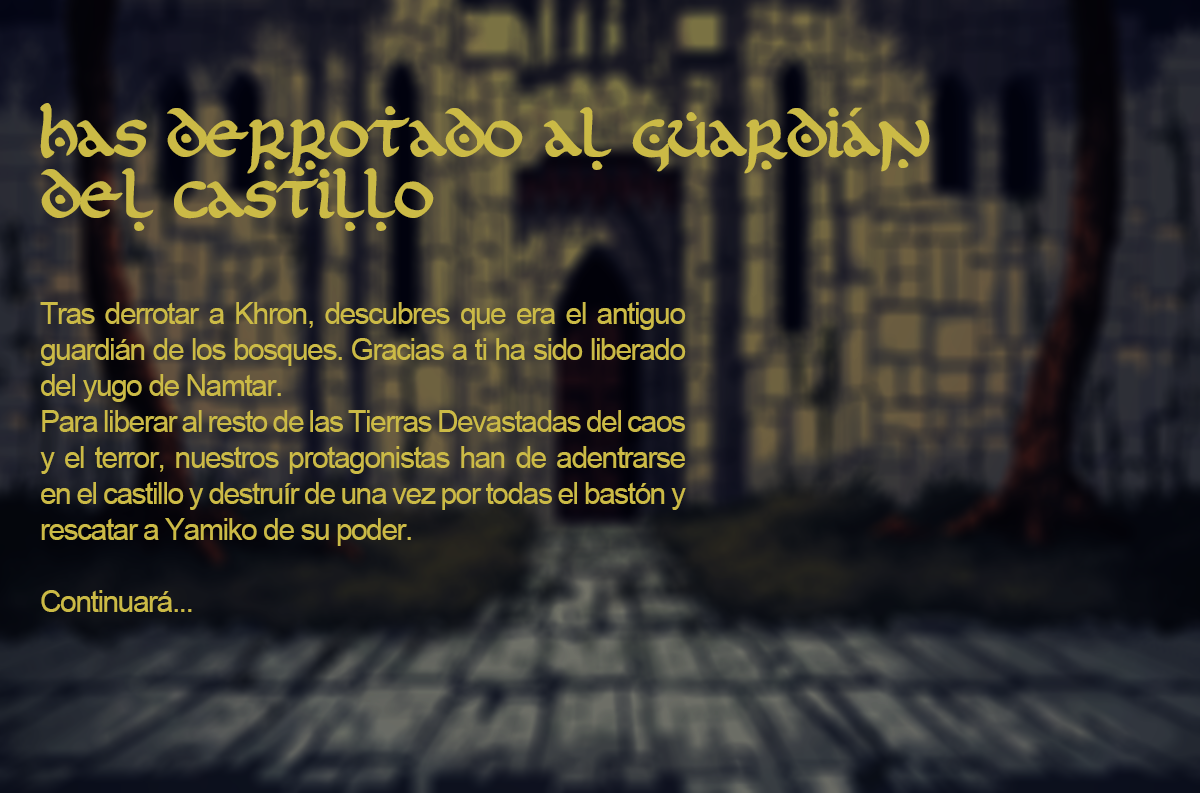 has derrotado al guardián
del castillo
Tras derrotar a Khron, descubres que era el antiguo
guardián de los bosques. Gracias a ti ha sido liberado
del yugo de Namtar.
Para liberar al resto de las Tierras Devastadas del caos
y el terror, nuestros protagonistas han de adentrarse
en el castillo y destruír de una vez por todas el bastón y
rescatar a Yamiko de su poder.
Continuará...